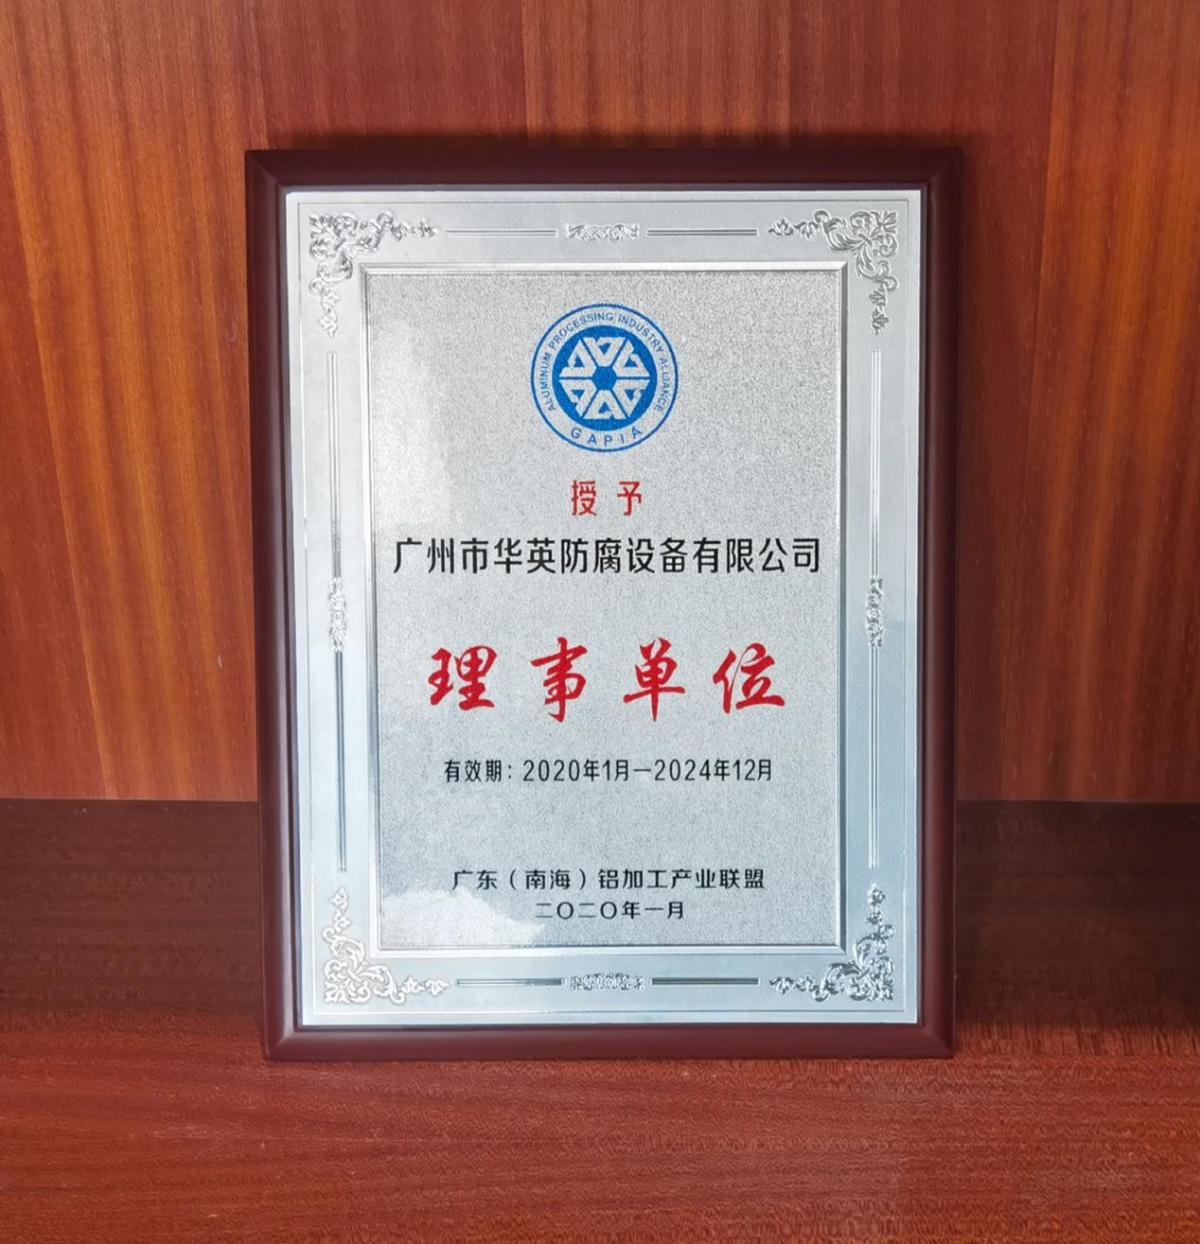 ALUMINUM PROCESSING INDUSTRY ALLIANCE
GAPIA
授予
广州市华英防腐设备有限公司
理事单位
有效期：2020年1月—2024年12月
广东（南海）铝加工产业联盟
二〇二〇年一月